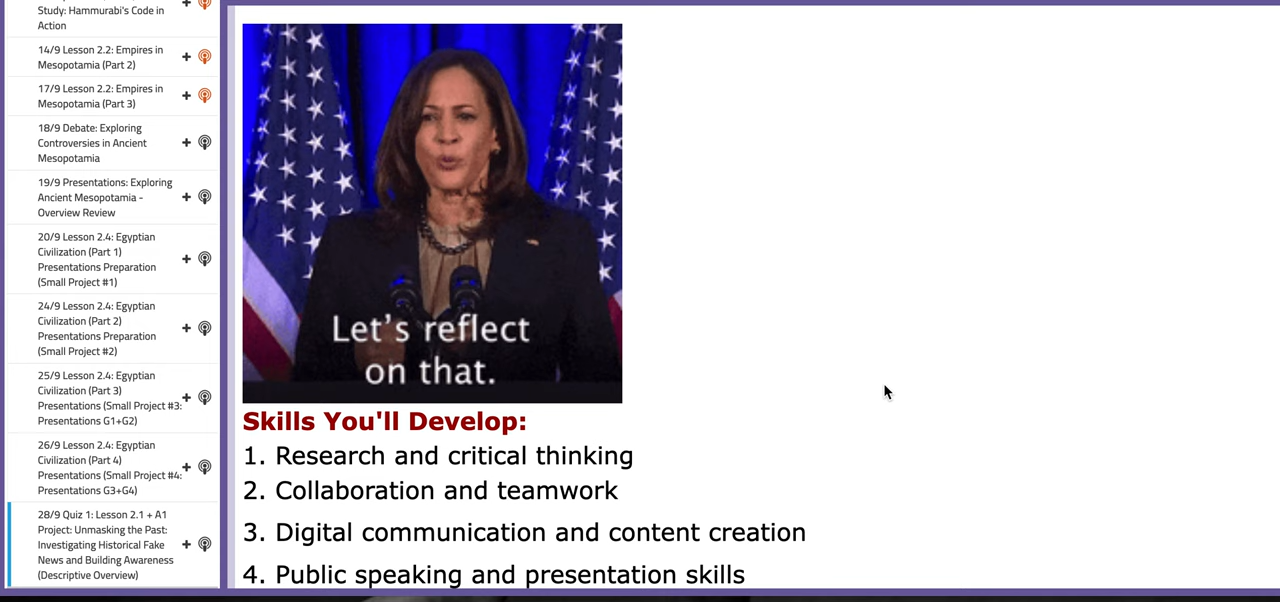 Study: Hammurabi's Code in
Action
14/9 Lesson 2.2: Empires in
Mesopotamia (Part 2)
17/9 Lesson 2.2: Empires in
Mesopotamia (Part 3)
18/9 Debate: Exploring
Controversies in Ancient
Mesopotamia
19/9 Presentations: Exploring
Ancient Mesopotamia -
Overview Review
20/9 Lesson 2.4: Egyptian
Civilization (Part 1)
Presentations Preparation
(Small Project #1)
24/9 Lesson 2.4: Egyptian
Civilization (Part 2)
Presentations Preparation
(Small Project #2)
25/9 Lesson 2.4: Egyptian
Civilization (Part 3)
Presentations (Small Project #3:
Presentations G1+G2)
26/9 Lesson 2.4: Egyptian
Civilization (Part 4)
Presentations (Small Project #4:
Presentations G3+G4)
28/9 Quiz 1: Lesson 2.1 + A1
Project: Unmasking the Past:
Investigating Historical Fake
News and Building Awareness
(Descriptive Overview)
Let's reflect
on that.
Skills You'll Develop:
1. Research and critical thinking
2. Collaboration and teamwork
3. Digital communication and content creation
4. Public speaking and presentation skills